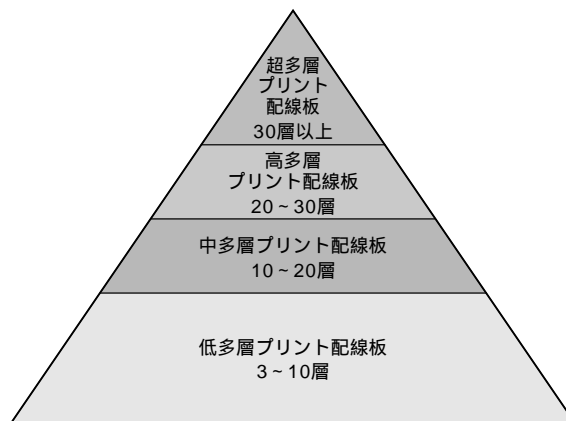 超多層
プリント
配線板
30層以上
高多層
プリント配線板
20～30層
中多層プリント配線板
10～20層
低多層プリント配線板
3～10層